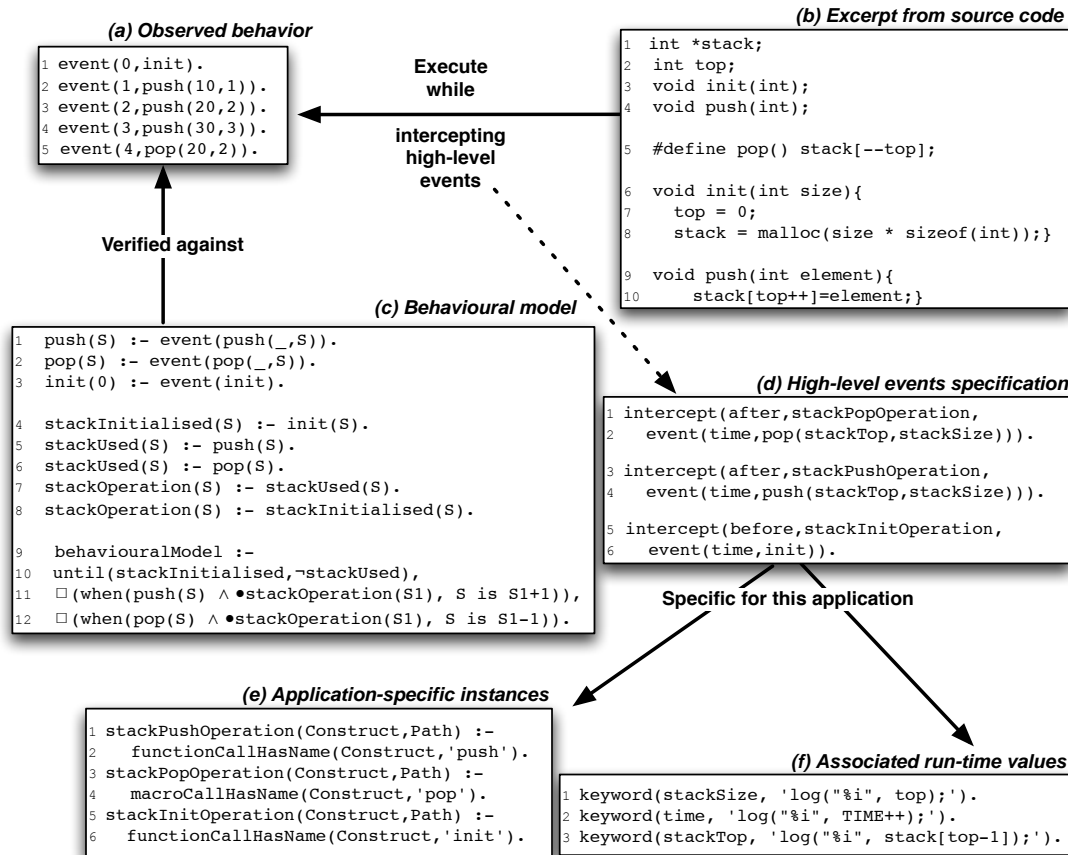 (a) Observed behavior
1 event(0,init).
2 event(1,push(10,1)).
3 event(2,push(20,2)).
4 event(3,push(30,3)).
5 event(4,pop(20,2)).
Execute
while
intercepting
high-level
events
(b) Excerpt from source code
1 int *stack;
2 int top;
3 void init(int);
4 void push(int);
5 #define pop() stack[--top];
6 void init(int size){
7 top = 0;
8 stack = malloc(size * sizeof(int));}
9 void push(int element){
10 stack[top++]=element;}
Verified against
(c) Behavioural model
1 push(S) :- event(push(_,S)).
2 pop(S) :- event(pop(_,S)).
3 init(0) :- event(init).
4 stackInitialised(S) :- init(S).
5 stackUsed(S) :- push(S).
6 stackUsed(S) :- pop(S).
7 stackOperation(S) :- stackUsed(S).
8 stackOperation(S) :- stackInitialised(S).
9 behaviouralModel :-
10 until(stackInitialised,¬stackUsed),
11 □(when(push(S) ∧ ●stackOperation(S1), S is S1+1)),
12 □(when(pop(S) ∧ ●stackOperation(S1), S is S1-1)).
(d) High-level events specification
1 intercept(after,stackPopOperation,
2 event(time,pop(stackTop,stackSize))).
3 intercept(after,stackPushOperation,
4 event(time,push(stackTop,stackSize))).
5 intercept(before,stackInitOperation,
6 event(time,init)).
Specific for this application
(e) Application-specific instances
1 stackPushOperation(Construct,Path) :-
2 functionCallHasName(Construct,'push').
3 stackPopOperation(Construct,Path) :-
4 macroCallHasName(Construct,'pop').
5 stackInitOperation(Construct,Path) :-
6 functionCallHasName(Construct,'init').
(f) Associated run-time values
1 keyword(stackSize, 'log("%i", top);').
2 keyword(time, 'log("%i", TIME++);').
3 keyword(stackTop, 'log("%i", stack[top-1]);').